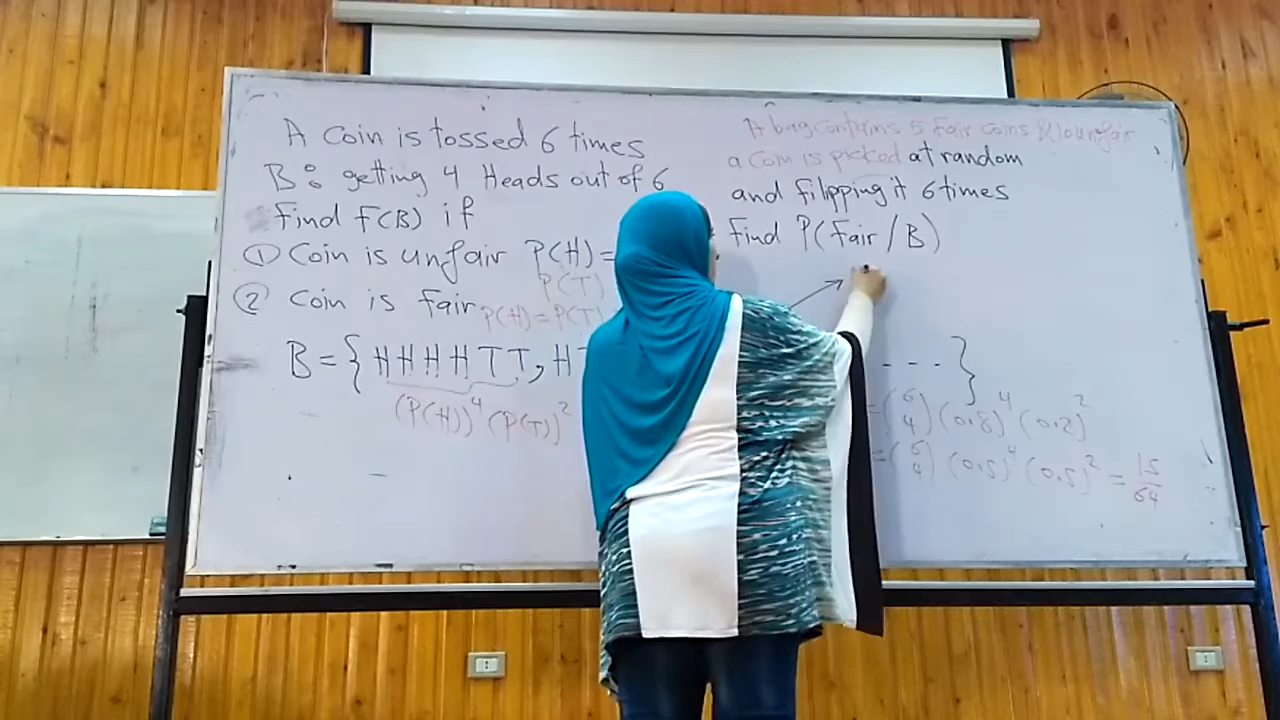 A Coin is tossed 6 times
B: getting 4 Heads out of 6
Find P(B) if
① Coin is unfair P(H)=
P(T)
② Coin is fair P(H)=P(T)
B={HHHHTT, H
(P(H))⁴ (P(T))²
A bag contains 5 Fair coins & 10 unfair
a coin is picked at random
and filipping it 6 times
Find P(Fair/B)
- - - }
=(6 4)(0.8)⁴(0.2)²
=(6 4)(0.5)⁴(0.5)² = 15/64